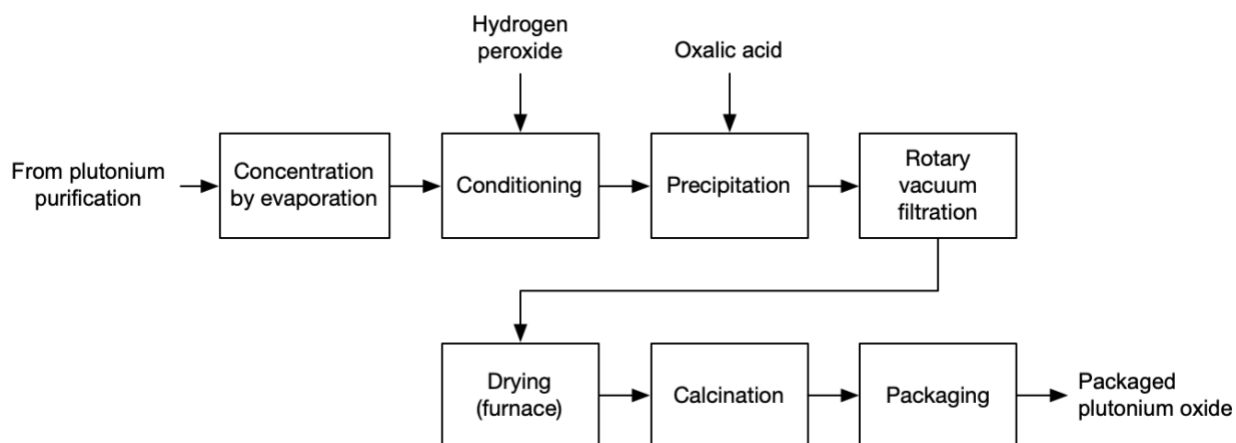 Hydrogen
peroxide
Oxalic acid
From plutonium
purification
Concentration
by evaporation
Conditioning
Precipitation
Rotary
vacuum
filtration
Drying
(furnace)
Calcination
Packaging
Packaged
plutonium oxide